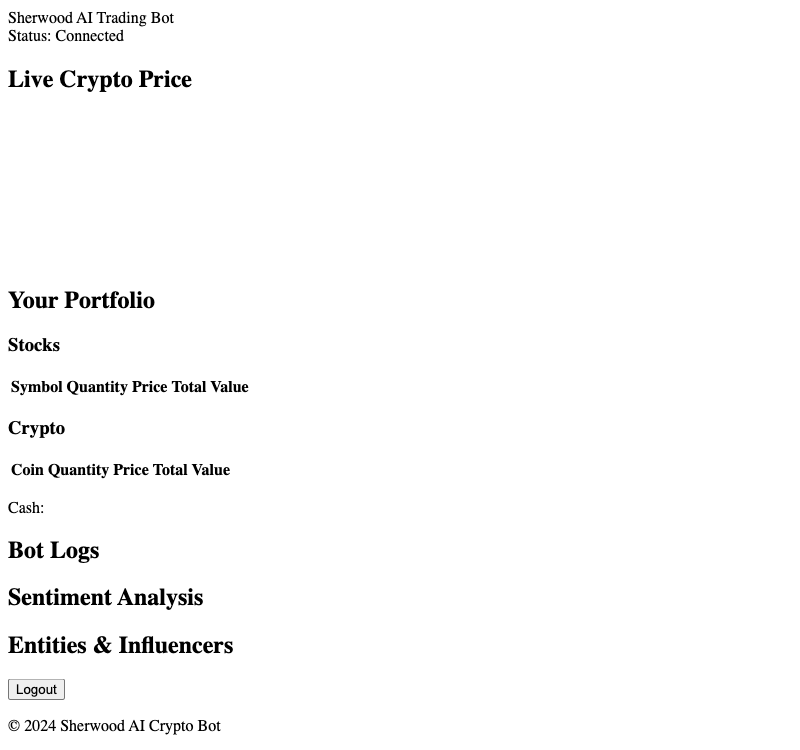 Sherwood AI Trading Bot
Status: Connected
Live Crypto Price
Your Portfolio
Stocks
Symbol Quantity Price Total Value
Crypto
Coin Quantity Price Total Value
Cash:
Bot Logs
Sentiment Analysis
Entities & Influencers
Logout
© 2024 Sherwood AI Crypto Bot